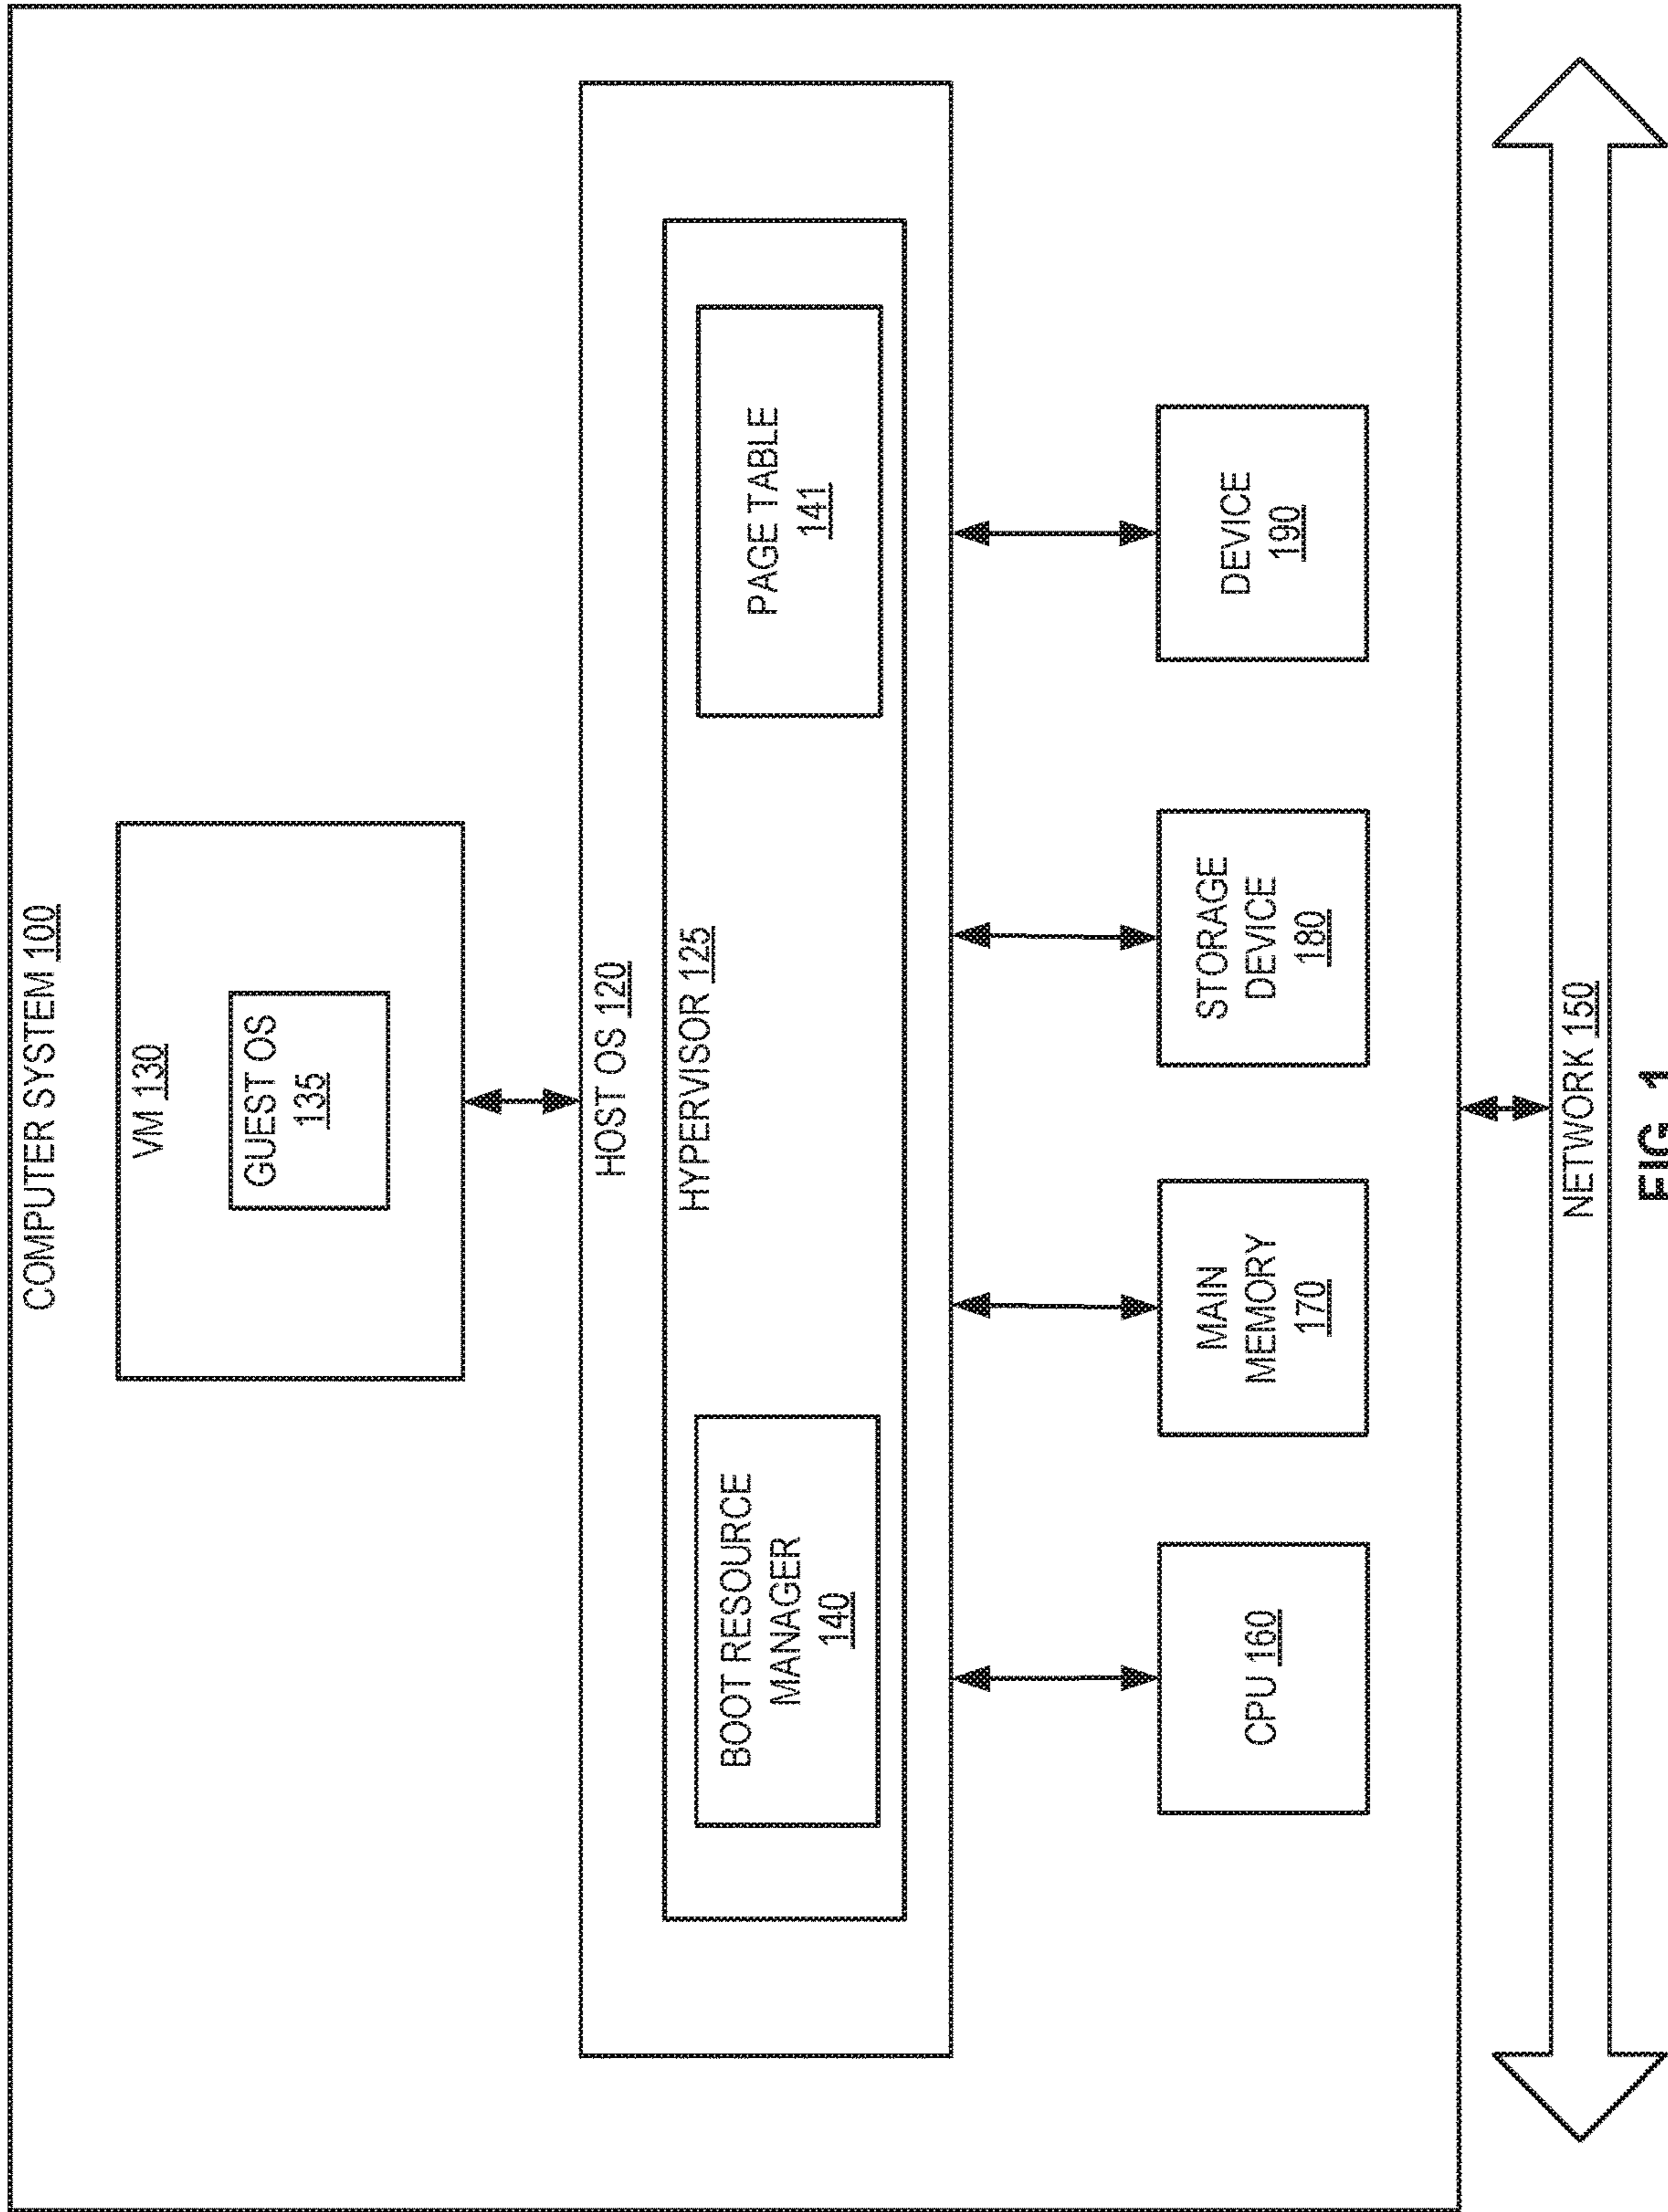 COMPUTER SYSTEM 100
VM 130
GUEST OS
135
HOST OS 120
HYPERVISOR 125
BOOT RESOURCE
MANAGER
140
PAGE TABLE
141
CPU 160
MAIN
MEMORY
170
STORAGE
DEVICE
180
DEVICE
190
NETWORK 150
FIG. 1